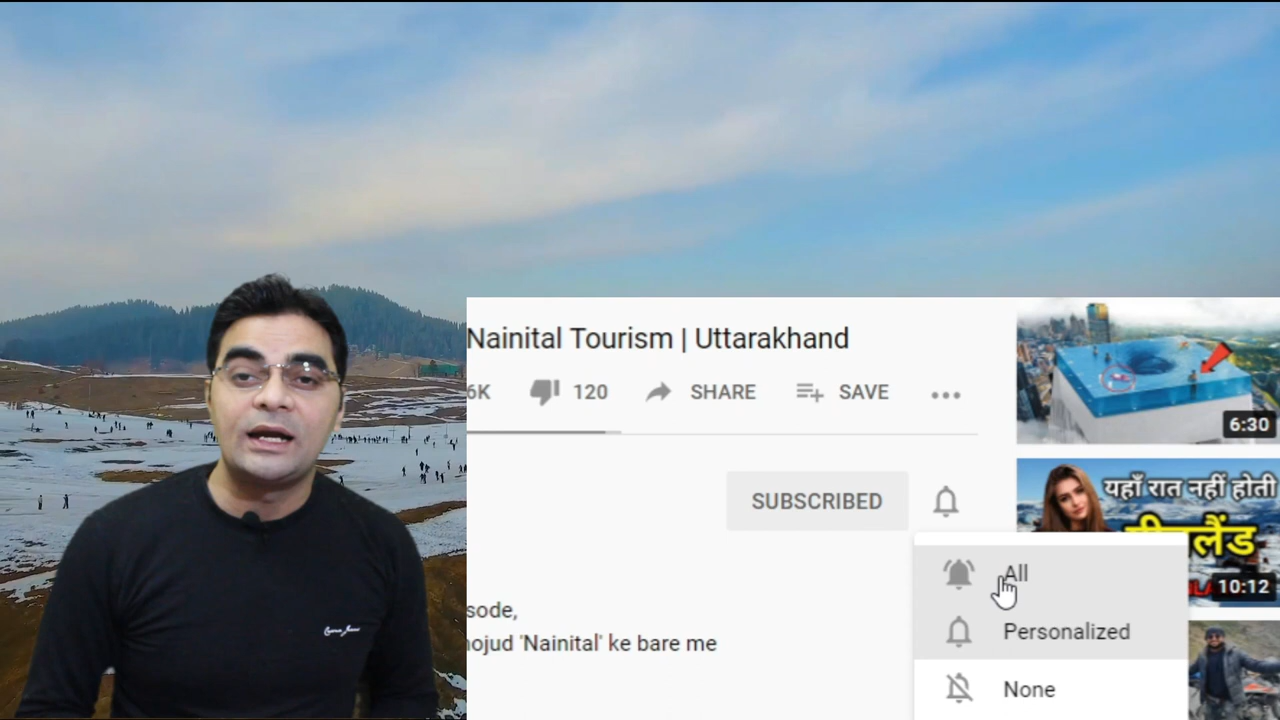 Nainital Tourism | Uttarakhand
6K 120 SHARE SAVE
6:30
SUBSCRIBED
यहाँ रात नहीं होती
लैंड
10:12
All
sode,
Personalized
ojud 'Nainital' ke bare me
None